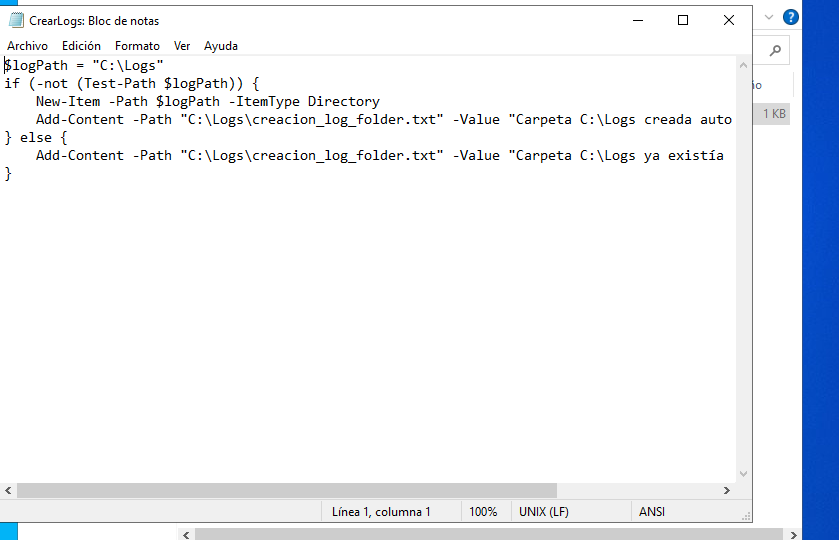 CrearLogs: Bloc de notas
Archivo Edición Formato Ver Ayuda
$logPath = "C:\Logs"
if (-not (Test-Path $logPath)) {
    New-Item -Path $logPath -ItemType Directory
    Add-Content -Path "C:\Logs\creacion_log_folder.txt" -Value "Carpeta C:\Logs creada auto
} else {
    Add-Content -Path "C:\Logs\creacion_log_folder.txt" -Value "Carpeta C:\Logs ya existía
}
Línea 1, columna 1 100% UNIX (LF) ANSI
?
ño
1 KB